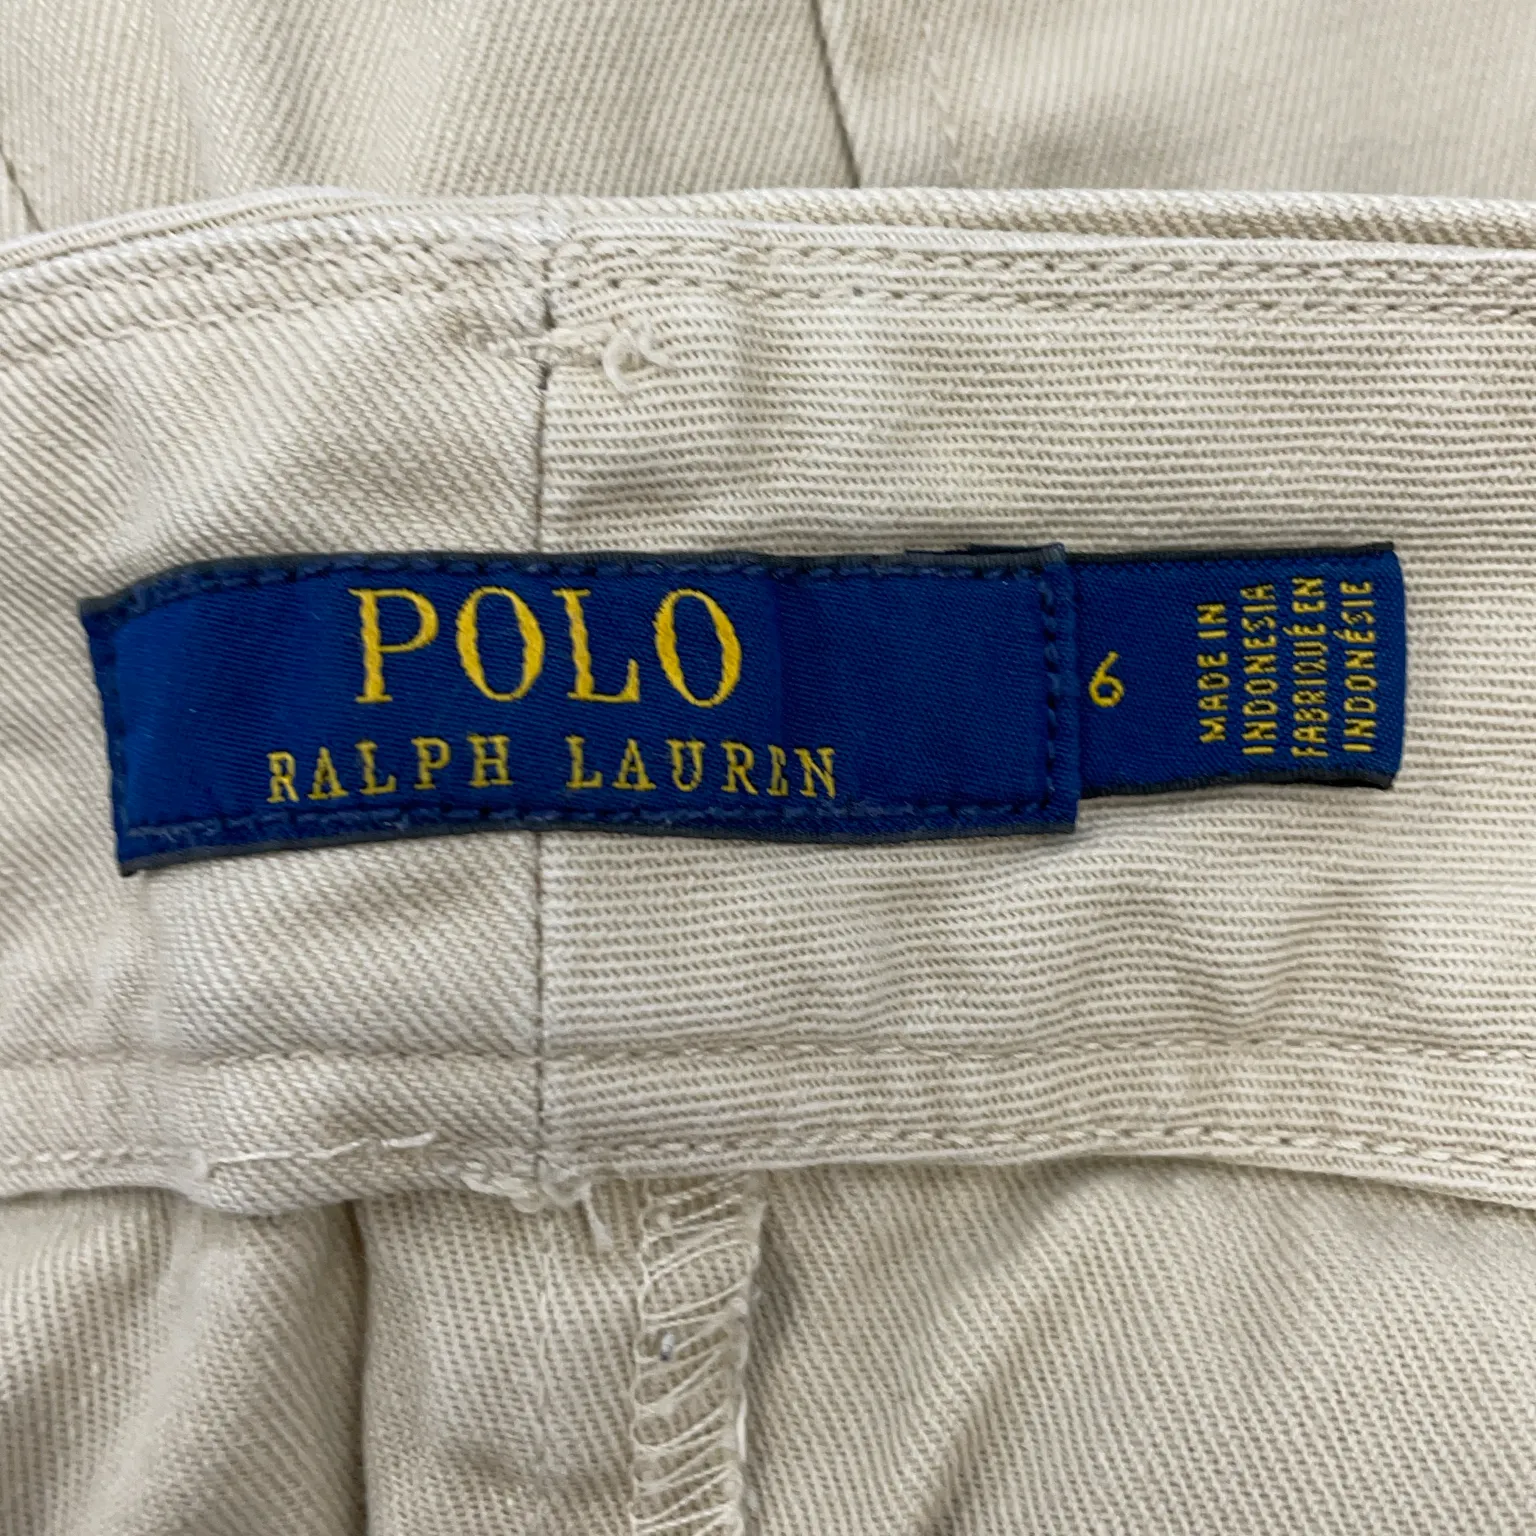 POLO
RALPH LAUREN
6
MADE IN
INDONESIA
FABRIQUÉ EN
INDONÉSIE